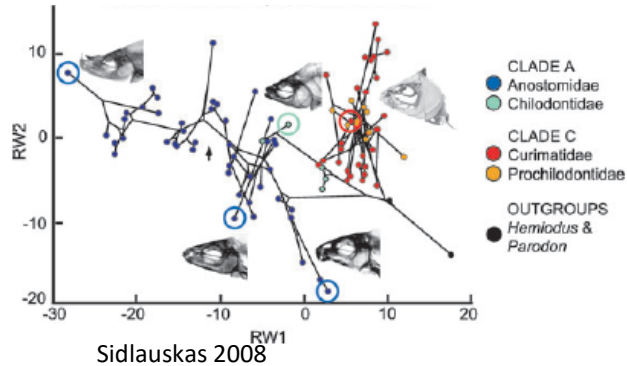 10
0
-10
-20
RW2
-30
-20
-10
0
10
20
RW1
CLADE A
Anostomidae
Chilodontidae
CLADE C
Curimatidae
Prochilodontidae
OUTGROUPS
Hemiodus &
Parodon
Sidlauskas 2008